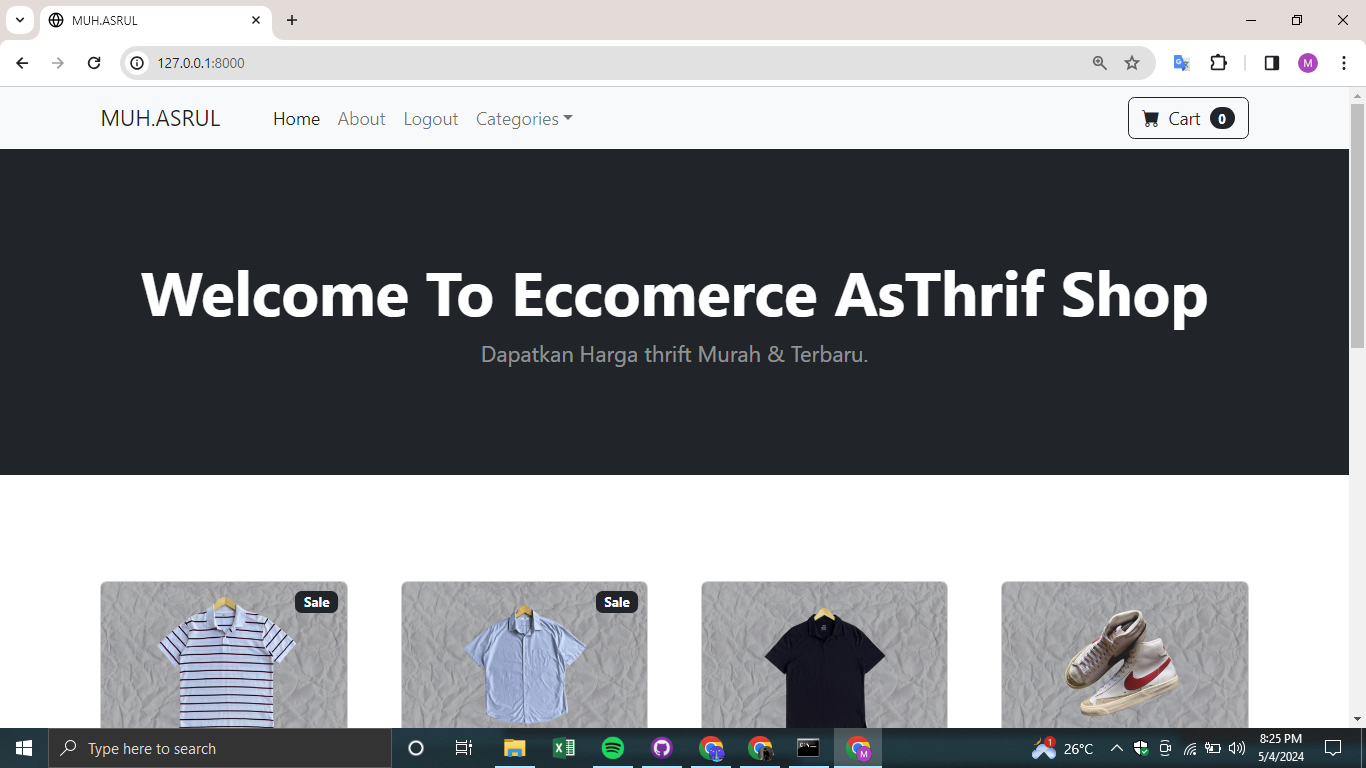 MUH.ASRUL
127.0.0.1:8000
M
MUH.ASRUL Home About Logout Categories Cart 0
Welcome To Eccomerce AsThrif Shop
Dapatkan Harga thrift Murah & Terbaru.
Sale
Sale
Type here to search
1
26°C
8:25 PM
5/4/2024